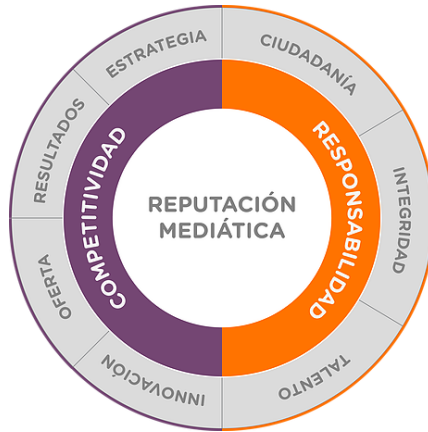 ESTRATEGIA
CIUDADANÍA
RESULTADOS
COMPETITIVIDAD
RESPONSABILIDAD
INTEGRIDAD
REPUTACIÓN
MEDIÁTICA
OFERTA
INNOVACIÓN
TALENTO